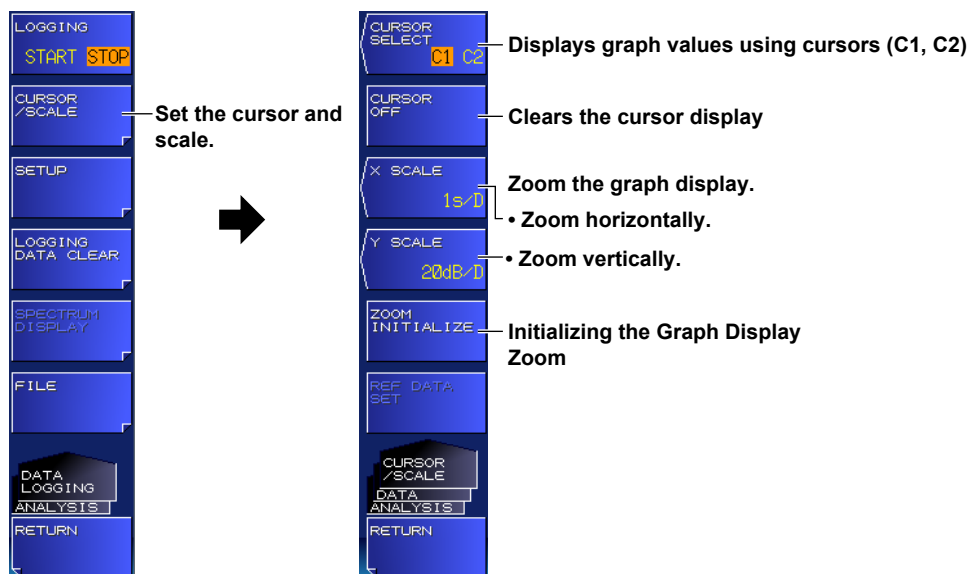 LOGGING
START STOP
CURSOR
/SCALE
Set the cursor and
scale.
SETUP
LOGGING
DATA CLEAR
SPECTRUM
DISPLAY
FILE
DATA
LOGGING
ANALYSIS
RETURN
CURSOR
SELECT
C1 C2
Displays graph values using cursors (C1, C2)
CURSOR
OFF
Clears the cursor display
X SCALE
1s/D
Zoom the graph display.
• Zoom horizontally.
Y SCALE
20dB/D
• Zoom vertically.
ZOOM
INITIALIZE
Initializing the Graph Display
Zoom
REF DATA
SET
CURSOR
/SCALE
DATA
ANALYSIS
RETURN